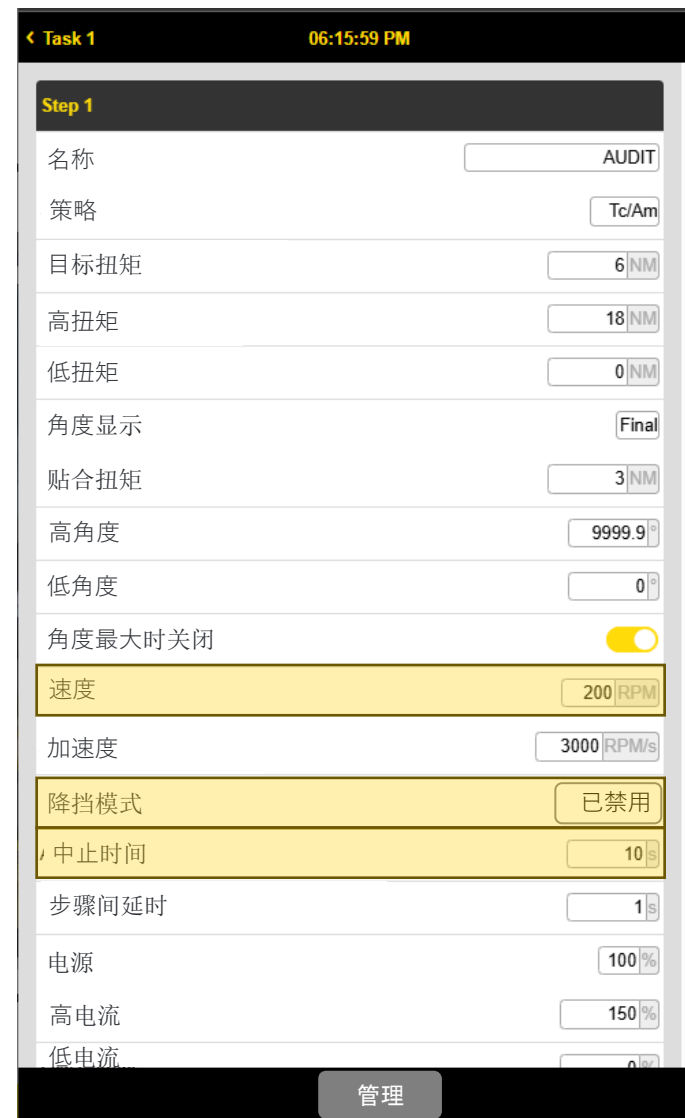 ‹ Task 1 06:15:59 PM
Step 1
名称 AUDIT
策略 Tc/Am
目标扭矩 6 NM
高扭矩 18 NM
低扭矩 0 NM
角度显示 Final
贴合扭矩 3 NM
高角度 9999.9 °
低角度 0 °
角度最大时关闭
速度 200 RPM
加速度 3000 RPM/s
降挡模式 已禁用
中止时间 10 s
步骤间延时 1 s
电源 100 %
高电流 150 %
低电流... 0 %
管理